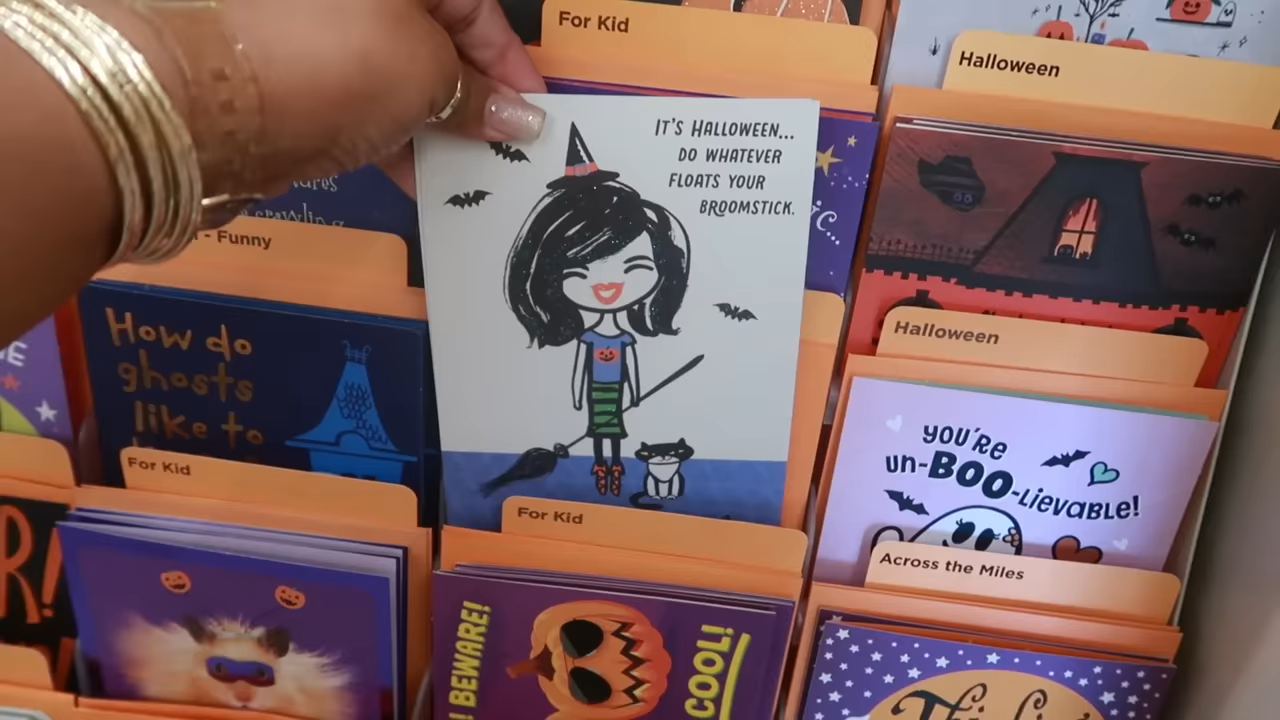 For Kid
Halloween
IT'S HALLOWEEN...
DO WHATEVER
FLOATS YOUR
BROOMSTICK.
- Funny
How do
ghosts
like to
Halloween
YOU'RE
un-BOO-Lievable!
For Kid
For Kid
Across the Miles
R!
BEWARE!
COOL!